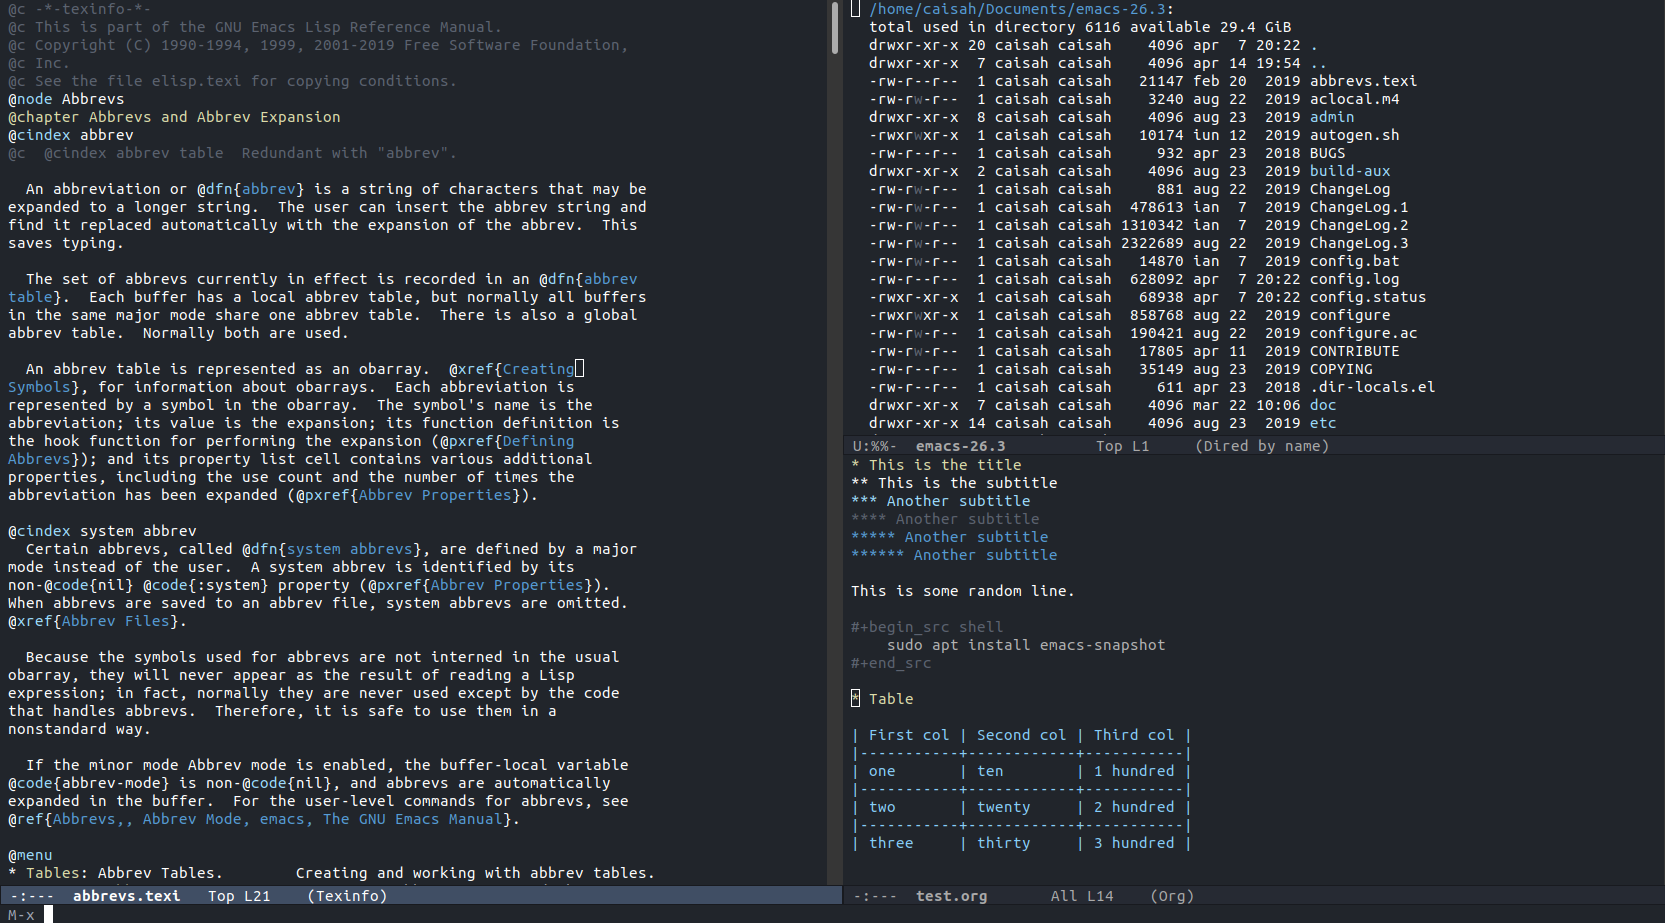 @c -*-texinfo-*-
@c This is part of the GNU Emacs Lisp Reference Manual.
@c Copyright (C) 1990-1994, 1999, 2001-2019 Free Software Foundation,
@c Inc.
@c See the file elisp.texi for copying conditions.
@node Abbrevs
@chapter Abbrevs and Abbrev Expansion
@cindex abbrev
@c  @cindex abbrev table  Redundant with "abbrev".

  An abbreviation or @dfn{abbrev} is a string of characters that may be
expanded to a longer string.  The user can insert the abbrev string and
find it replaced automatically with the expansion of the abbrev.  This
saves typing.

  The set of abbrevs currently in effect is recorded in an @dfn{abbrev
table}.  Each buffer has a local abbrev table, but normally all buffers
in the same major mode share one abbrev table.  There is also a global
abbrev table.  Normally both are used.

  An abbrev table is represented as an obarray.  @xref{Creating
Symbols}, for information about obarrays.  Each abbreviation is
represented by a symbol in the obarray.  The symbol's name is the
abbreviation; its value is the expansion; its function definition is
the hook function for performing the expansion (@pxref{Defining
Abbrevs}); and its property list cell contains various additional
properties, including the use count and the number of times the
abbreviation has been expanded (@pxref{Abbrev Properties}).

@cindex system abbrev
  Certain abbrevs, called @dfn{system abbrevs}, are defined by a major
mode instead of the user.  A system abbrev is identified by its
non-@code{nil} @code{:system} property (@pxref{Abbrev Properties}).
When abbrevs are saved to an abbrev file, system abbrevs are omitted.
@xref{Abbrev Files}.

  Because the symbols used for abbrevs are not interned in the usual
obarray, they will never appear as the result of reading a Lisp
expression; in fact, normally they are never used except by the code
that handles abbrevs.  Therefore, it is safe to use them in a
nonstandard way.

  If the minor mode Abbrev mode is enabled, the buffer-local variable
@code{abbrev-mode} is non-@code{nil}, and abbrevs are automatically
expanded in the buffer.  For the user-level commands for abbrevs, see
@ref{Abbrevs,, Abbrev Mode, emacs, The GNU Emacs Manual}.

@menu
* Tables: Abbrev Tables.        Creating and working with abbrev tables.
-:---  abbrevs.texi   Top L21    (Texinfo)
M-x
/home/caisah/Documents/emacs-26.3:
total used in directory 6116 available 29.4 GiB
drwxr-xr-x 20 caisah caisah    4096 apr  7 20:22 .
drwxr-xr-x  7 caisah caisah    4096 apr 14 19:54 ..
-rw-r--r--  1 caisah caisah   21147 feb 20  2019 abbrevs.texi
-rw-rw-r--  1 caisah caisah    3240 aug 22  2019 aclocal.m4
drwxr-xr-x  8 caisah caisah    4096 aug 23  2019 admin
-rwxrwxr-x  1 caisah caisah   10174 iun 12  2019 autogen.sh
-rw-r--r--  1 caisah caisah     932 apr 23  2018 BUGS
drwxr-xr-x  2 caisah caisah    4096 aug 23  2019 build-aux
-rw-rw-r--  1 caisah caisah     881 aug 22  2019 ChangeLog
-rw-rw-r--  1 caisah caisah  478613 ian  7  2019 ChangeLog.1
-rw-rw-r--  1 caisah caisah 1310342 ian  7  2019 ChangeLog.2
-rw-rw-r--  1 caisah caisah 2322689 aug 22  2019 ChangeLog.3
-rw-rw-r--  1 caisah caisah   14870 ian  7  2019 config.bat
-rw-rw-r--  1 caisah caisah  628092 apr  7 20:22 config.log
-rwxr-xr-x  1 caisah caisah   68938 apr  7 20:22 config.status
-rwxrwxr-x  1 caisah caisah  858768 aug 22  2019 configure
-rw-rw-r--  1 caisah caisah  190421 aug 22  2019 configure.ac
-rw-rw-r--  1 caisah caisah   17805 apr 11  2019 CONTRIBUTE
-rw-rw-r--  1 caisah caisah   35149 aug 23  2019 COPYING
-rw-rw-r--  1 caisah caisah     611 apr 23  2018 .dir-locals.el
drwxr-xr-x  7 caisah caisah    4096 mar 22 10:06 doc
drwxr-xr-x 14 caisah caisah    4096 aug 23  2019 etc
U:%%-  emacs-26.3          Top L1     (Dired by name)
* This is the title
** This is the subtitle
*** Another subtitle
**** Another subtitle
***** Another subtitle
****** Another subtitle

This is some random line.

#+begin_src shell
    sudo apt install emacs-snapshot
#+end_src

* Table

| First col | Second col | Third col |
|-----------+------------+-----------|
| one       | ten        | 1 hundred |
|-----------+------------+-----------|
| two       | twenty     | 2 hundred |
|-----------+------------+-----------|
| three     | thirty     | 3 hundred |
-:---  test.org       All L14    (Org)